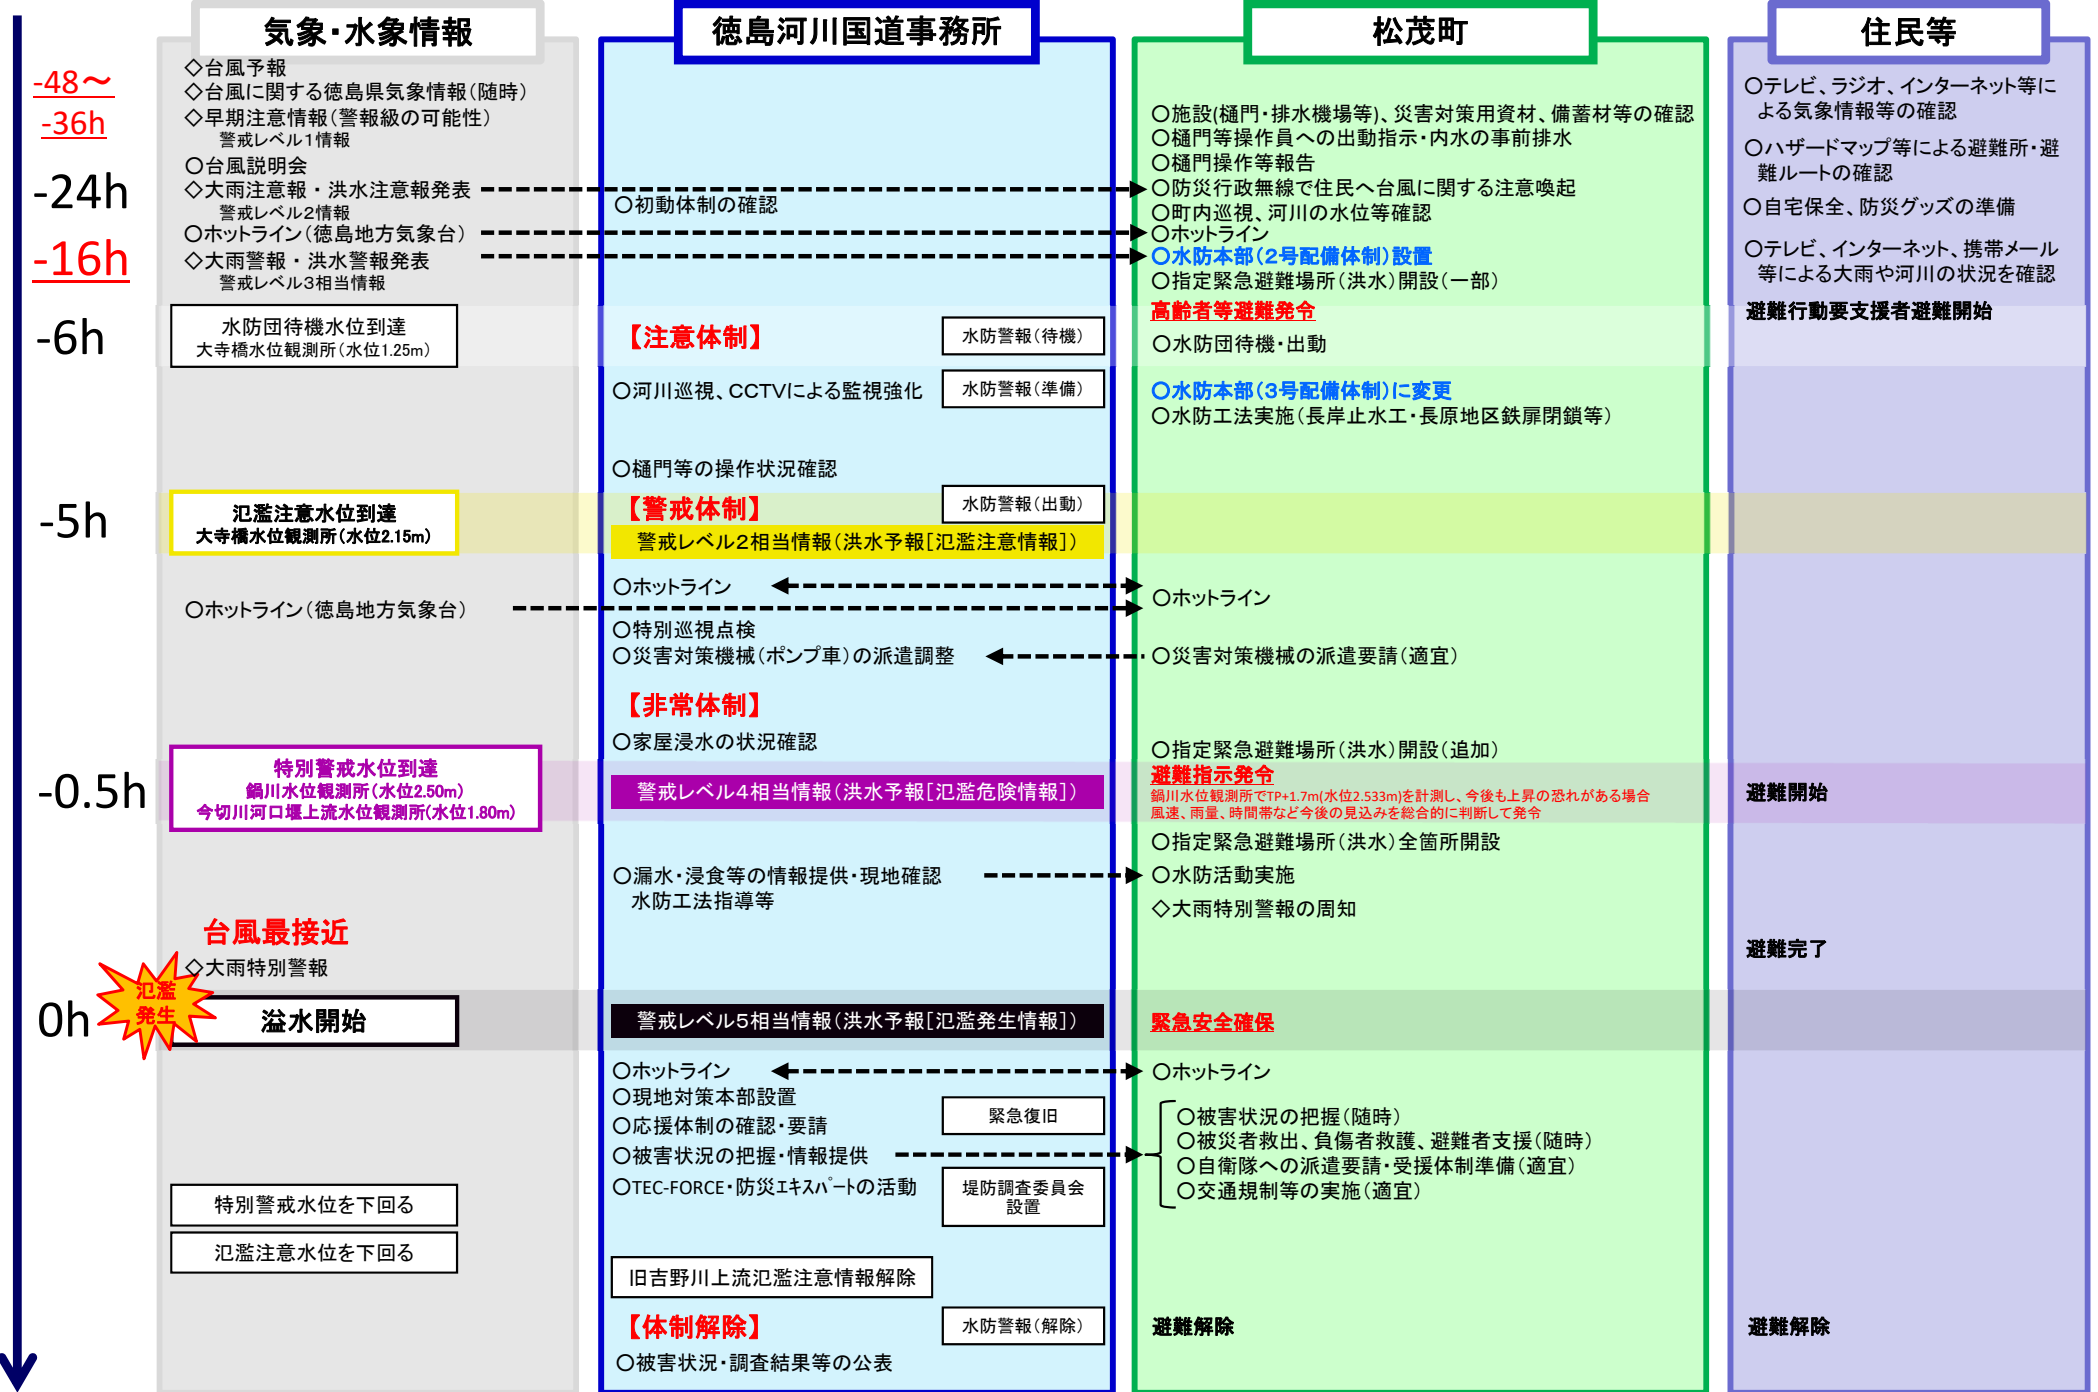 -48～
-36h
-24h
-16h
-6h
-5h
-0.5h
0h
気象・水象情報
◇台風予報
◇台風に関する徳島県気象情報（随時）
◇早期注意情報（警報級の可能性）
警戒レベル１情報
○台風説明会
◇大雨注意報・洪水注意報発表
警戒レベル２情報
○ホットライン（徳島地方気象台）
◇大雨警報・洪水警報発表
警戒レベル３相当情報
水防団待機水位到達
大寺橋水位観測所（水位1.25m）
氾濫注意水位到達
大寺橋水位観測所（水位2.15m）
○ホットライン（徳島地方気象台）
特別警戒水位到達
鍋川水位観測所（水位2.50m）
今切川河口堰上流水位観測所（水位1.80m）
台風最接近
◇大雨特別警報
氾濫
発生
溢水開始
特別警戒水位を下回る
氾濫注意水位を下回る
徳島河川国道事務所
○初動体制の確認
【注意体制】
水防警報（待機）
○河川巡視、CCTVによる監視強化
水防警報（準備）
○樋門等の操作状況確認
【警戒体制】
水防警報（出動）
警戒レベル２相当情報（洪水予報［氾濫注意情報］）
○ホットライン
○特別巡視点検
○災害対策機械（ポンプ車）の派遣調整
【非常体制】
○家屋浸水の状況確認
警戒レベル４相当情報（洪水予報［氾濫危険情報］）
○漏水・浸食等の情報提供・現地確認
水防工法指導等
警戒レベル５相当情報（洪水予報［氾濫発生情報］）
○ホットライン
○現地対策本部設置
○応援体制の確認・要請
緊急復旧
○被害状況の把握・情報提供
○TEC-FORCE・防災エキスパートの活動
堤防調査委員会
設置
旧吉野川上流氾濫注意情報解除
【体制解除】
水防警報（解除）
○被害状況・調査結果等の公表
松茂町
○施設（樋門・排水機場等）、災害対策用資材、備蓄材等の確認
○樋門等操作員への出動指示・内水の事前排水
○樋門操作等報告
○防災行政無線で住民へ台風に関する注意喚起
○町内巡視、河川の水位等確認
○ホットライン
○水防本部（２号配備体制）設置
○指定緊急避難場所（洪水）開設（一部）
高齢者等避難発令
○水防団待機・出動
○水防本部（３号配備体制）に変更
○水防工法実施（長岸止水工・長原地区鉄扉閉鎖等）
○ホットライン
○災害対策機械の派遣要請（適宜）
○指定緊急避難場所（洪水）開設（追加）
避難指示発令
鍋川水位観測所でTP+1.7m(水位2.533m)を計測し、今後も上昇の恐れがある場合
風速、雨量、時間帯など今後の見込みを総合的に判断して発令
○指定緊急避難場所（洪水）全箇所開設
○水防活動実施
◇大雨特別警報の周知
緊急安全確保
○ホットライン
○被害状況の把握（随時）
○被災者救出、負傷者救護、避難者支援（随時）
○自衛隊への派遣要請・受援体制準備（適宜）
○交通規制等の実施（適宜）
避難解除
住民等
○テレビ、ラジオ、インターネット等に
よる気象情報等の確認
○ハザードマップ等による避難所・避
難ルートの確認
○自宅保全、防災グッズの準備
○テレビ、インターネット、携帯メール
等による大雨や河川の状況を確認
避難行動要支援者避難開始
避難開始
避難完了
避難解除